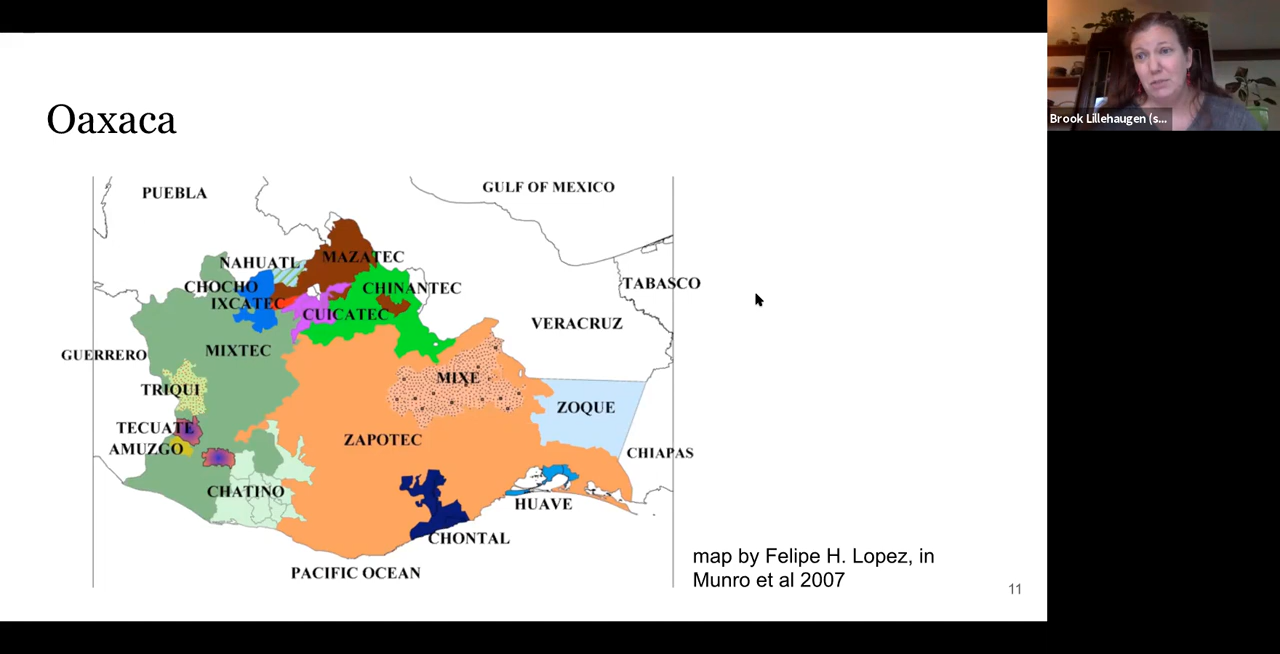 Oaxaca
PUEBLA
GULF OF MEXICO
NAHUATL
MAZATEC
CHOCHO
CHINANTEC
TABASCO
IXCATEC
CUICATEC
VERACRUZ
GUERRERO
MIXTEC
TRIQUI
MIXE
ZOQUE
TECUATE
AMUZGO
ZAPOTEC
CHIAPAS
CHATINO
HUAVE
CHONTAL
PACIFIC OCEAN
map by Felipe H. Lopez, in
Munro et al 2007
11
Brook Lillehaugen (s...